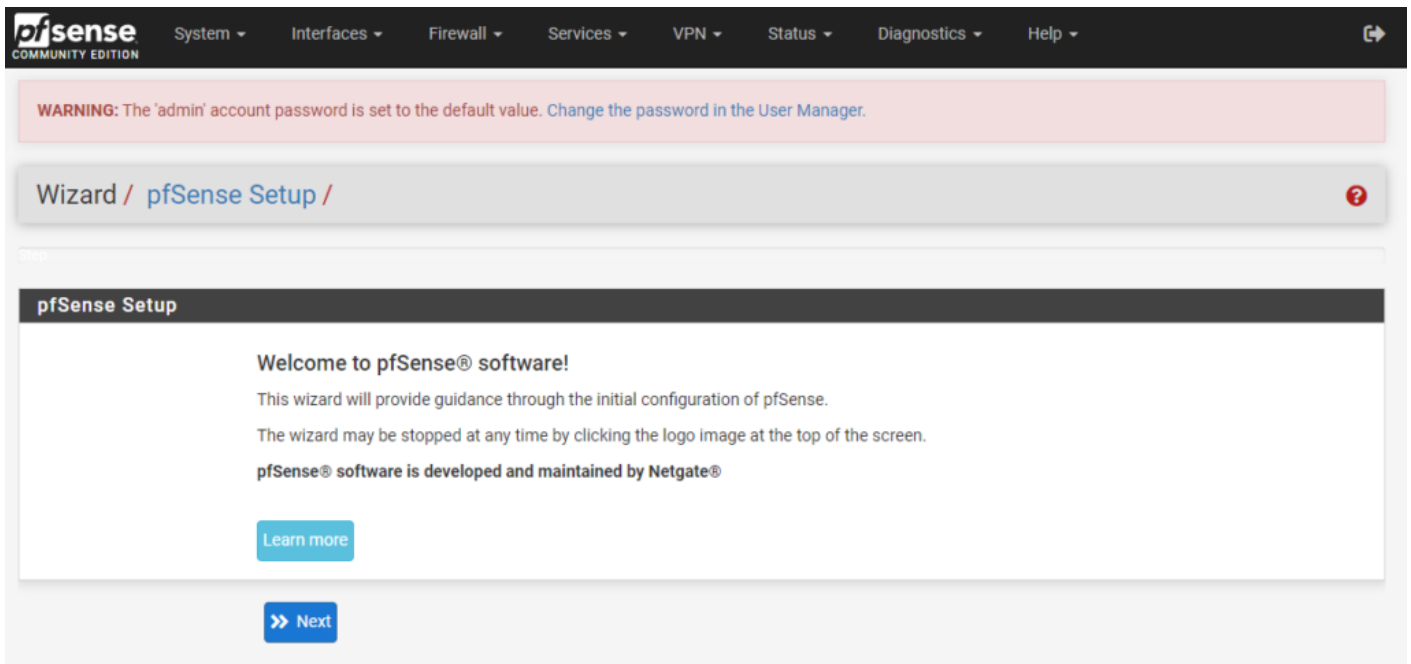 pfsense
COMMUNITY EDITION
System Interfaces Firewall Services VPN Status Diagnostics Help
WARNING: The 'admin' account password is set to the default value. Change the password in the User Manager.
Wizard / pfSense Setup /
Step
pfSense Setup
Welcome to pfSense® software!
This wizard will provide guidance through the initial configuration of pfSense.
The wizard may be stopped at any time by clicking the logo image at the top of the screen.
pfSense® software is developed and maintained by Netgate®
Learn more
Next